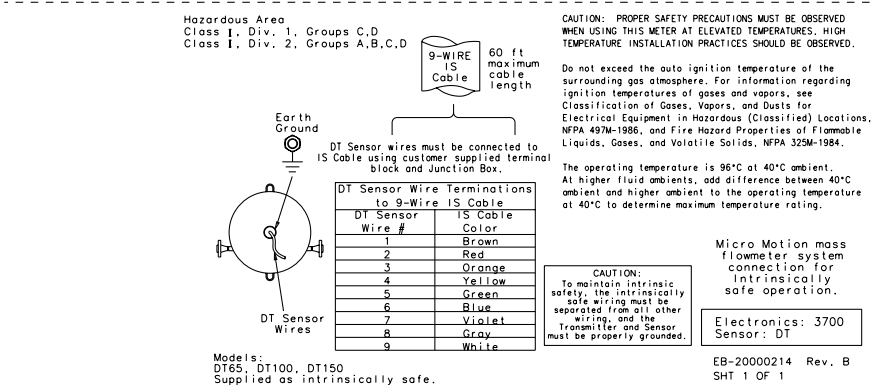 Hazardous Area
Class I, Div. 1, Groups C,D
Class I, Div. 2, Groups A,B,C,D
9-WIRE
IS
Cable
60 ft
maximum
cable
length
Earth
Ground
DT Sensor wires must be connected to
IS Cable using customer supplied terminal
block and Junction Box.
DT Sensor Wire Terminations
to 9-Wire IS Cable
DT Sensor Wire # IS Cable Color
1 Brown
2 Red
3 Orange
4 Yellow
5 Green
6 Blue
7 Violet
8 Gray
9 White
DT Sensor
Wires
Models:
DT65, DT100, DT150
Supplied as intrinsically safe.
CAUTION: PROPER SAFETY PRECAUTIONS MUST BE OBSERVED
WHEN USING THIS METER AT ELEVATED TEMPERATURES. HIGH
TEMPERATURE INSTALLATION PRACTICES SHOULD BE OBSERVED.
Do not exceed the auto ignition temperature of the
surrounding gas atmosphere. For information regarding
ignition temperatures of gases and vapors, see
Classification of Gases, Vapors, and Dusts for
Electrical Equipment in Hazardous (Classified) Locations,
NFPA 497M-1986, and Fire Hazard Properties of Flammable
Liquids, Gases, and Volatile Solids, NFPA 325M-1984.
The operating temperature is 96°C at 40°C ambient.
At higher fluid ambients, add difference between 40°C
ambient and higher ambient to the operating temperature
at 40°C to determine maximum temperature rating.
CAUTION:
To maintain intrinsic
safety, the intrinsically
safe wiring must be
separated from all other
wiring, and the
Transmitter and Sensor
must be properly grounded.
Micro Motion mass
flowmeter system
connection for
Intrinsically
safe operation.
Electronics: 3700
Sensor: DT
EB-20000214 Rev. B
SHT 1 OF 1